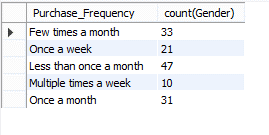 Purchase_Frequency count(Gender)
Few times a month 33
Once a week 21
Less than once a month 47
Multiple times a week 10
Once a month 31